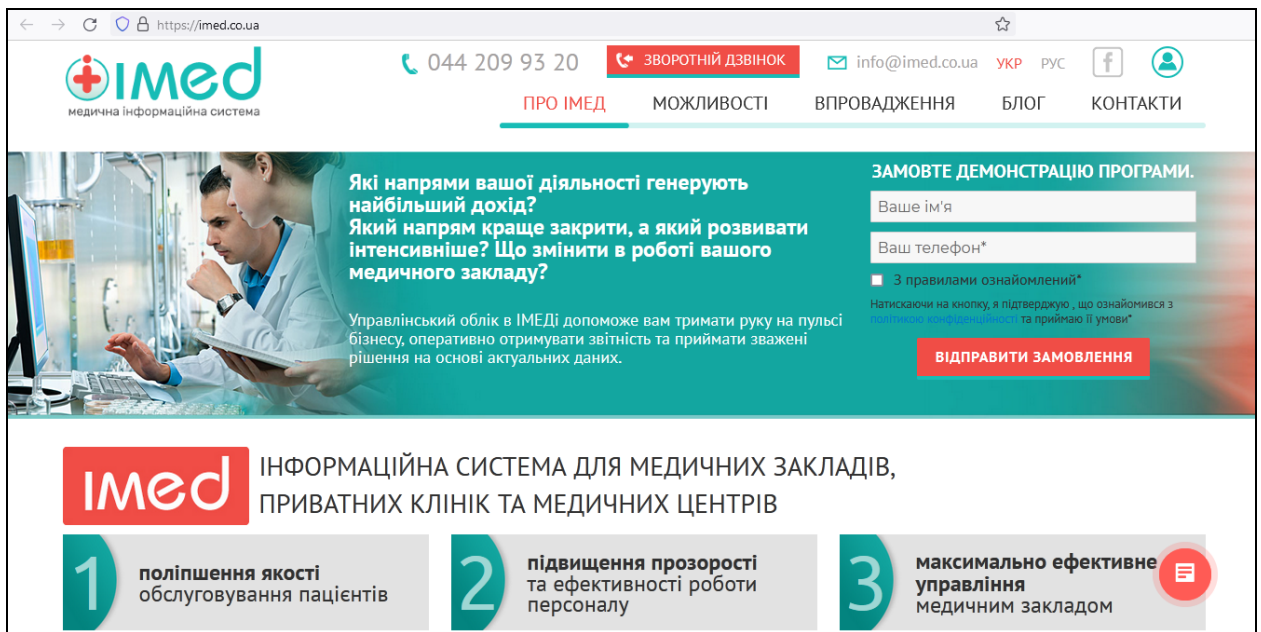 https://imed.co.ua
імеd
медична інформаційна система
044 209 93 20
ЗВОРОТНІЙ ДЗВІНОК
info@imed.co.ua
УКР РУС
f
ПРО ІМЕД МОЖЛИВОСТІ ВПРОВАДЖЕННЯ БЛОГ КОНТАКТИ
Які напрями вашої діяльності генерують
найбільший дохід?
Який напрям краще закрити, а який розвивати
інтенсивніше? Що змінити в роботі вашого
медичного закладу?
Управлінський облік в ІМЕДі допоможе вам тримати руку на пульсі
бізнесу, оперативно отримувати звітність та приймати зважені
рішення на основі актуальних даних.
ЗАМОВТЕ ДЕМОНСТРАЦІЮ ПРОГРАМИ.
Ваше ім'я
Ваш телефон*
З правилами ознайомлений*
Натискаючи на кнопку, я підтверджую , що ознайомився з
політикою конфіденційності та приймаю її умови*
ВІДПРАВИТИ ЗАМОВЛЕННЯ
імеd
ІНФОРМАЦІЙНА СИСТЕМА ДЛЯ МЕДИЧНИХ ЗАКЛАДІВ,
ПРИВАТНИХ КЛІНІК ТА МЕДИЧНИХ ЦЕНТРІВ
1
поліпшення якості
обслуговування пацієнтів
2
підвищення прозорості
та ефективності роботи
персоналу
3
максимально ефективне
управління
медичним закладом